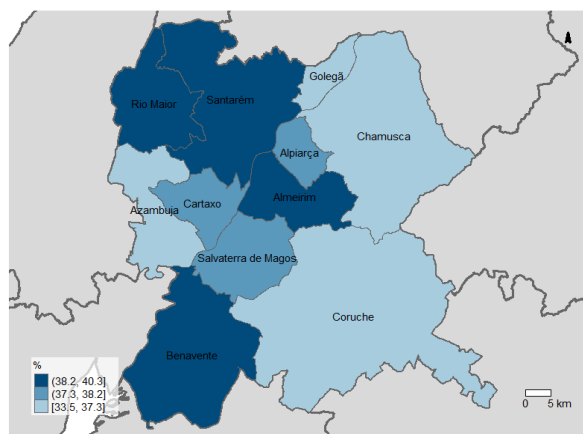 Golegã
Rio Maior
Santarém
Chamusca
Alpiarça
Almeirim
Azambuja
Cartaxo
Salvaterra de Magos
Coruche
Benavente
%
(38.2, 40.3]
(37.3, 38.2]
[33.5, 37.3]
0 5 km